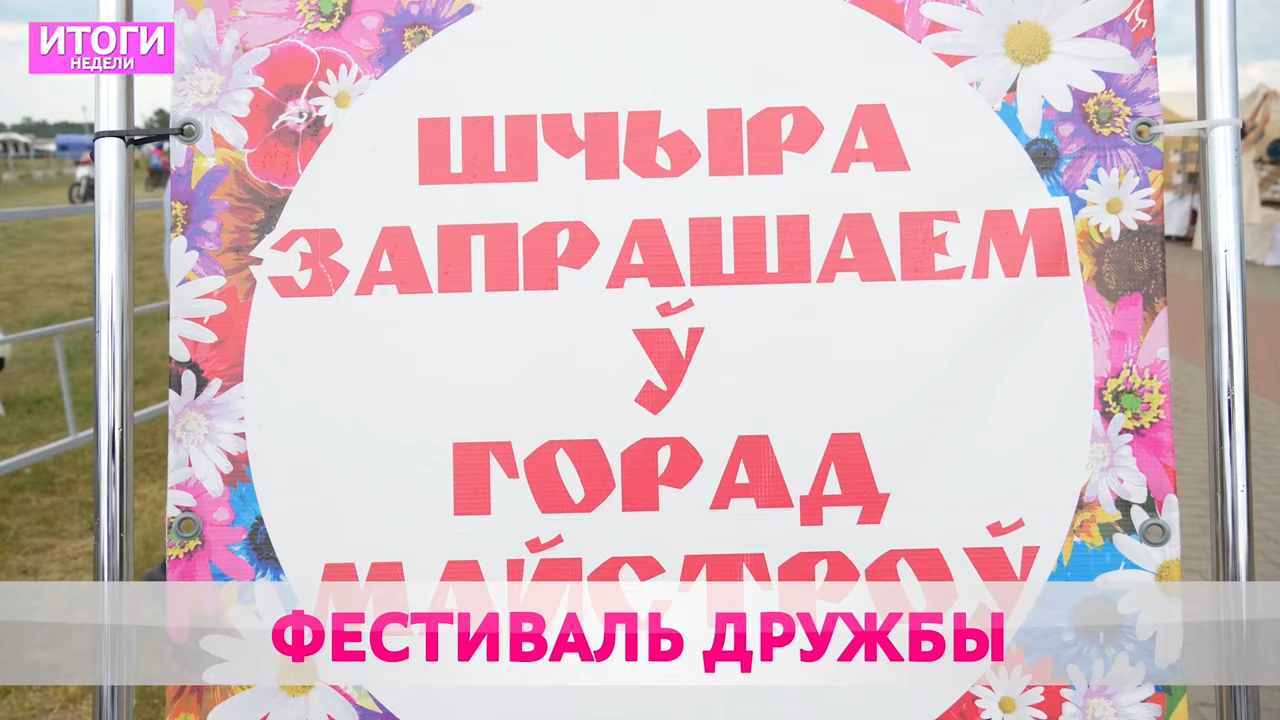 ИТОГИ
НЕДЕЛИ
ШЧЫРА
ЗАПРАШАЕМ
Ў
ГОРАД
МАЙСТРОЎ
ФЕСТИВАЛЬ ДРУЖБЫ